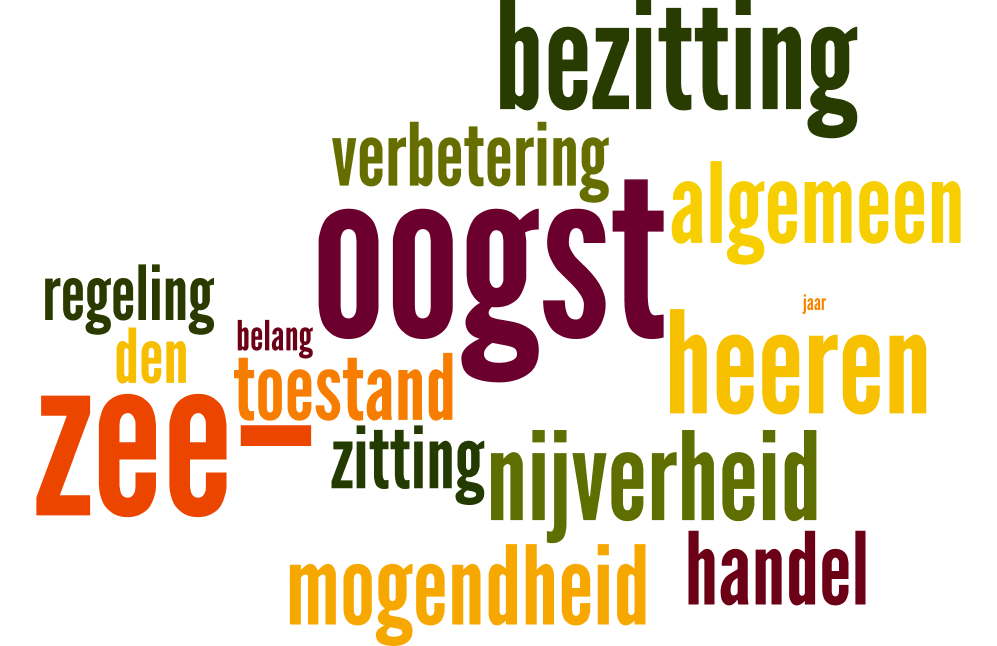 bezitting
verbetering
algemeen
oogst
regeling
jaar
belang
heeren
den
toestand
zee-
zitting
nijverheid
handel
mogendheid